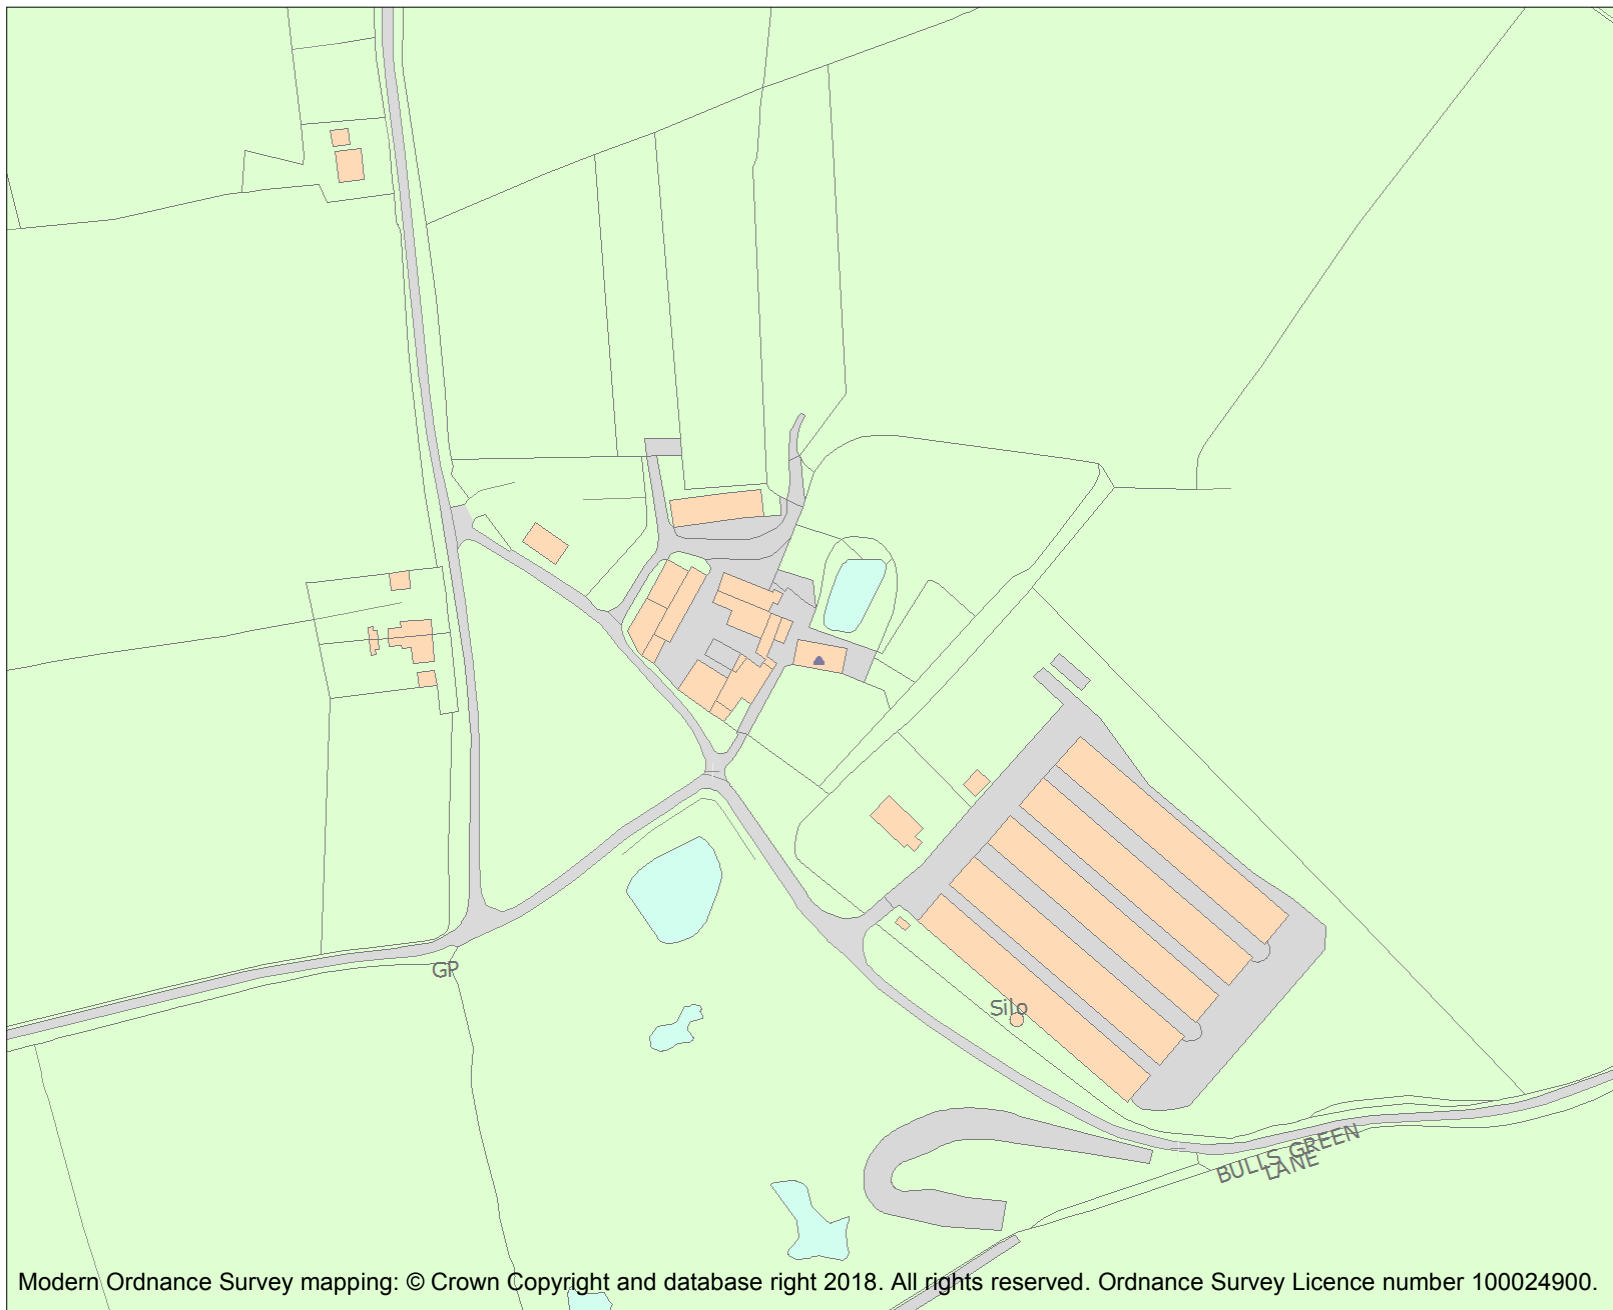 GP
Silo
BULLS GREEN
LANE
Modern Ordnance Survey mapping: © Crown Copyright and database right 2018. All rights reserved. Ordnance Survey Licence number 100024900.